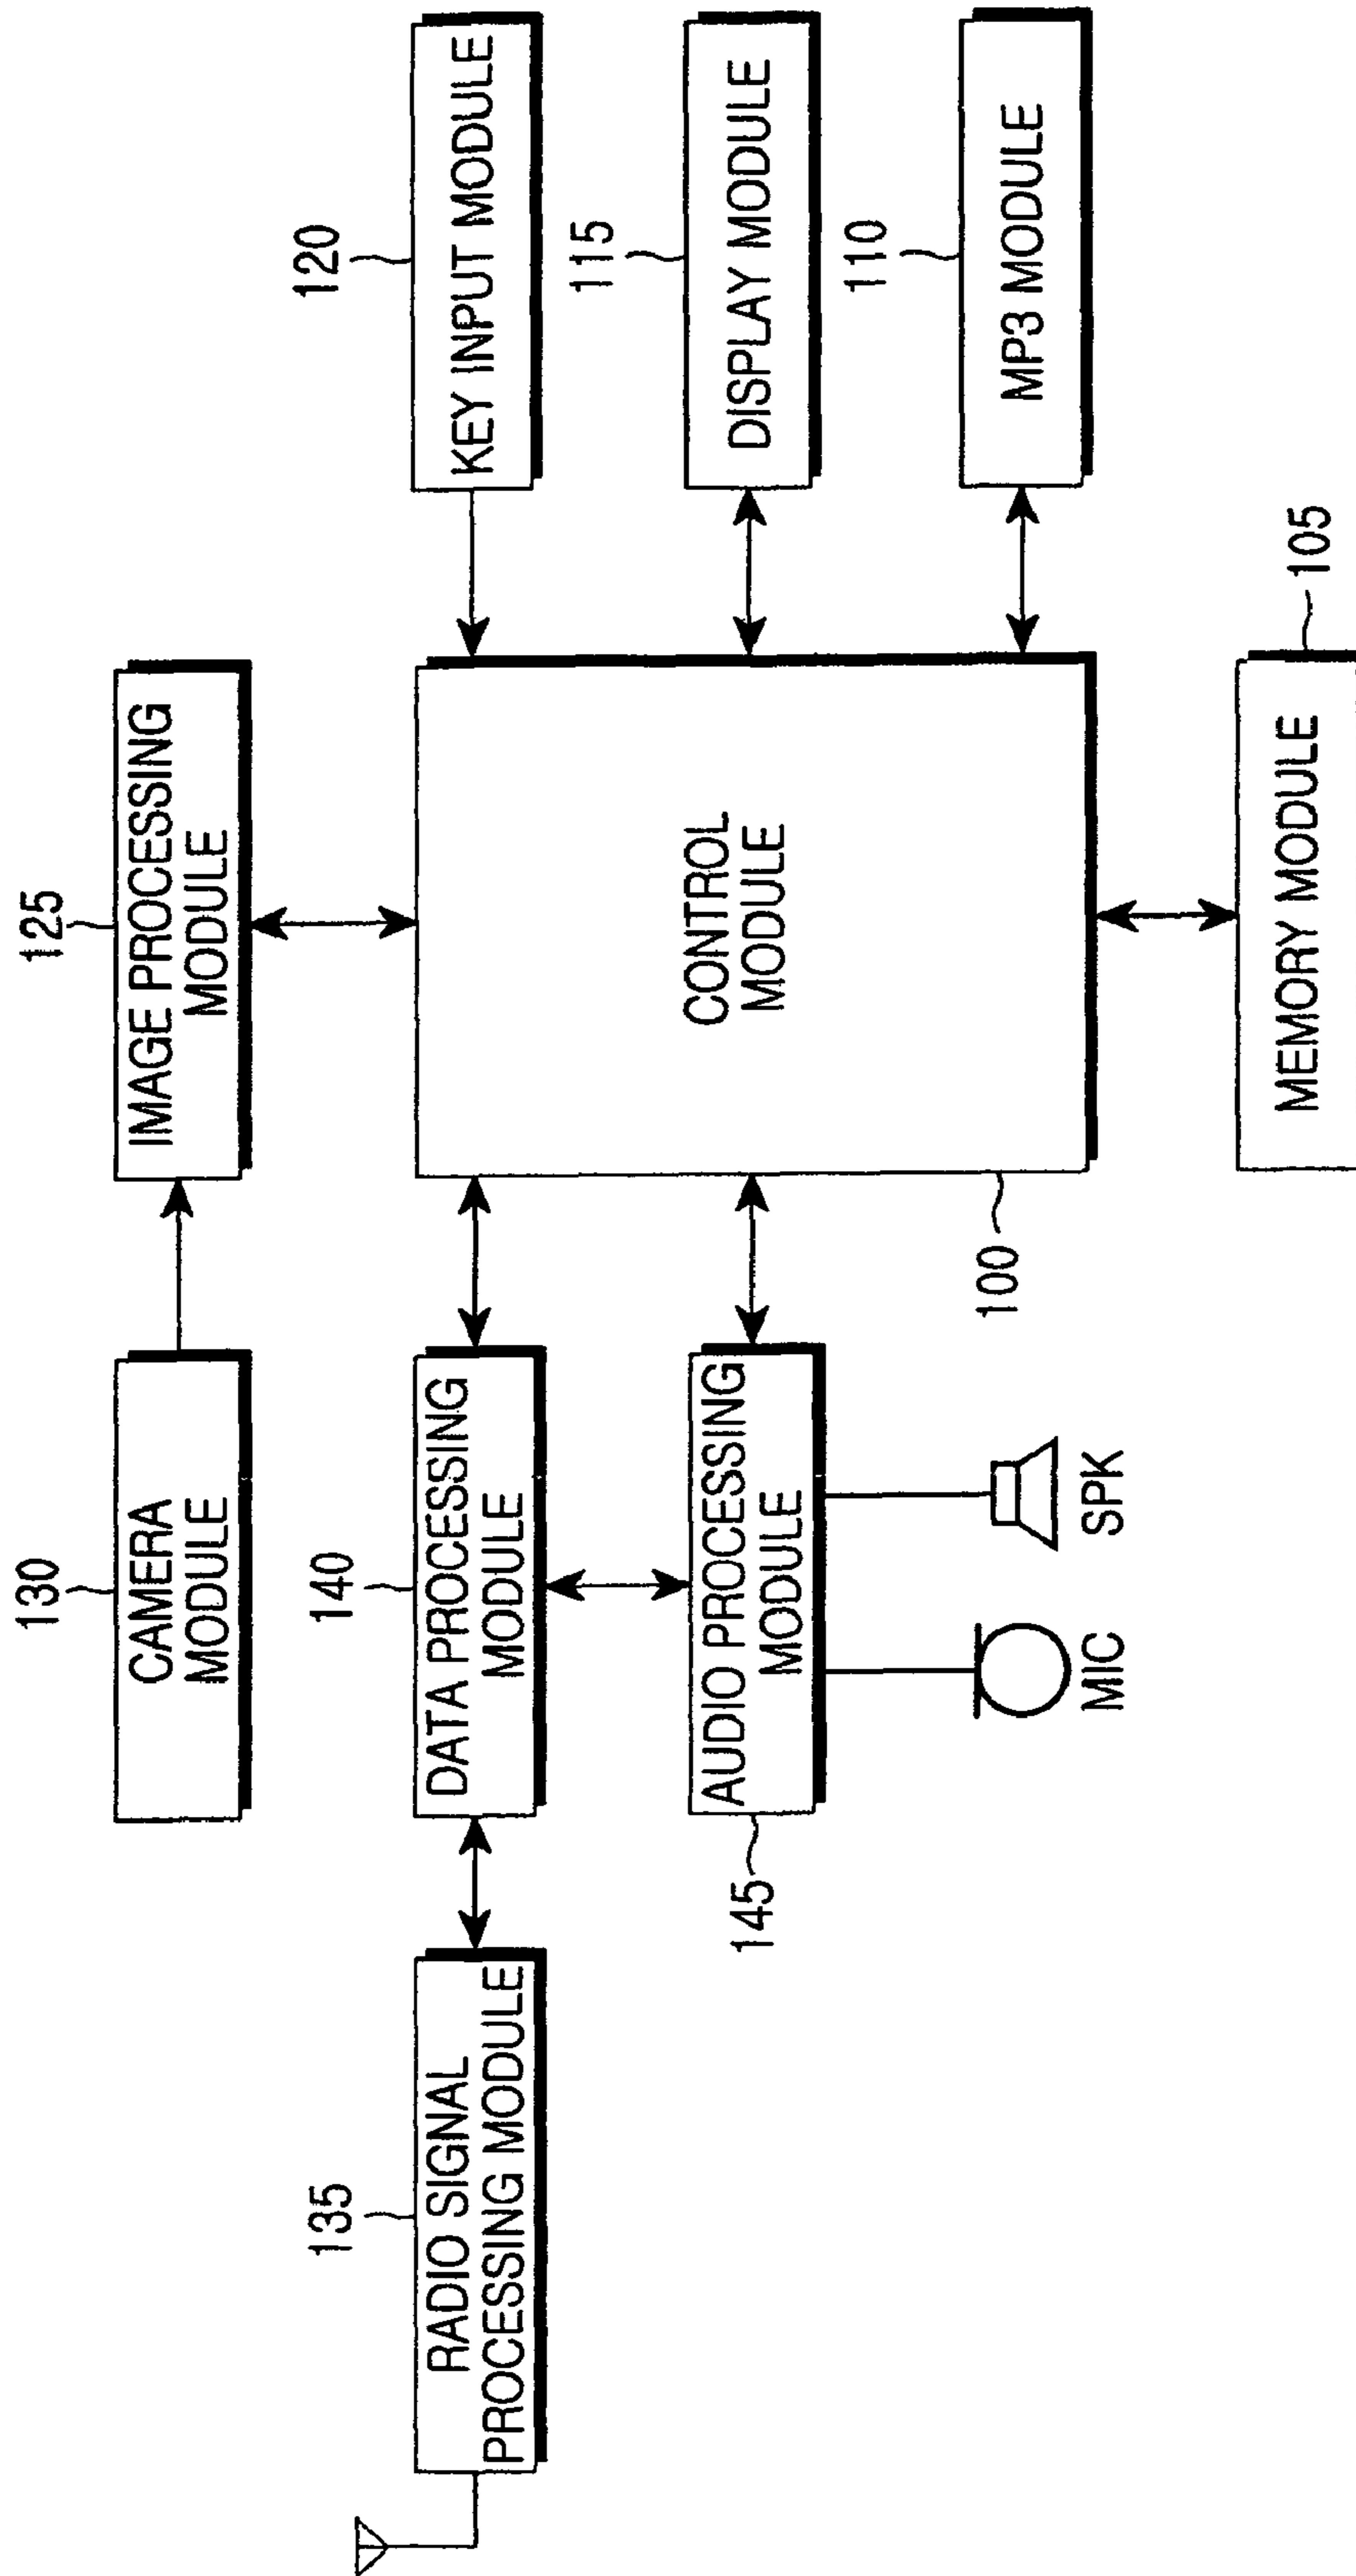 130
CAMERA
MODULE
125
IMAGE PROCESSING
MODULE
135
RADIO SIGNAL
PROCESSING MODULE
140
DATA PROCESSING
MODULE
120
KEY INPUT MODULE
CONTROL
MODULE
145
AUDIO PROCESSING
MODULE
115
DISPLAY MODULE
110
MP3 MODULE
100
MIC
SPK
MEMORY MODULE
105